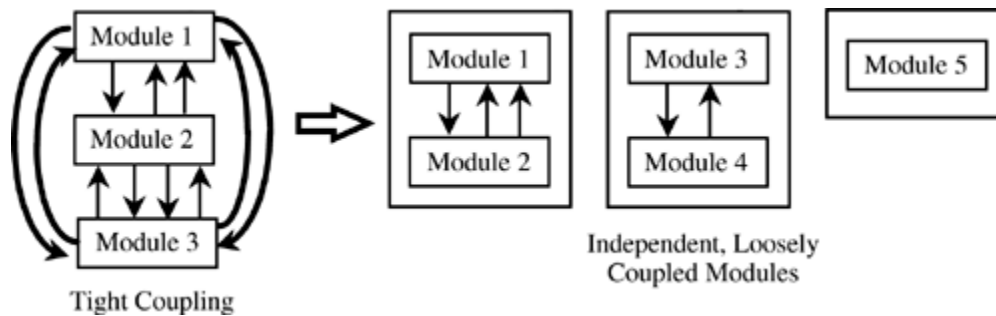 Module 1
Module 2
Module 3
Tight Coupling
Module 1
Module 2
Module 3
Module 4
Independent, Loosely
Coupled Modules
Module 5